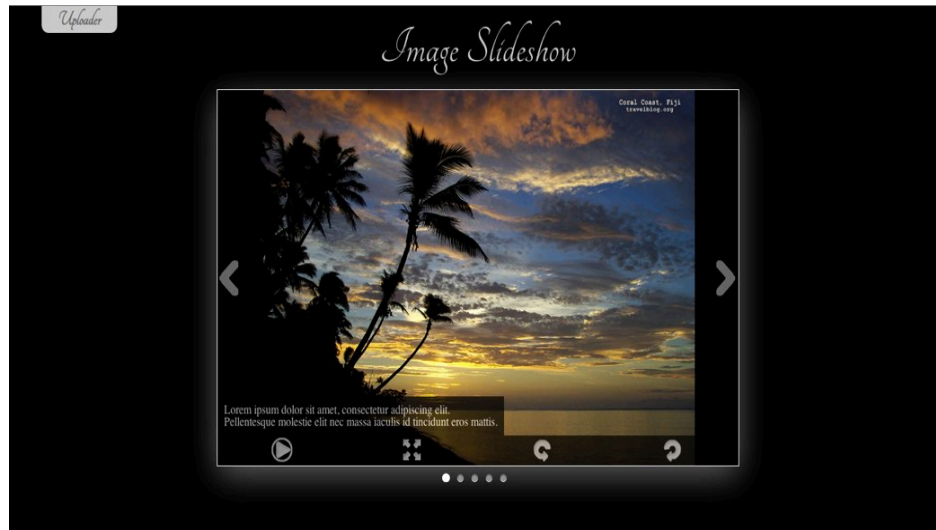 Uploader
Image Slideshow
Coral Coast, Fiji
travelblog.org
Lorem ipsum dolor sit amet, consectetur adipiscing elit.
Pellentesque molestie elit nec massa iaculis id tincidunt eros mattis.